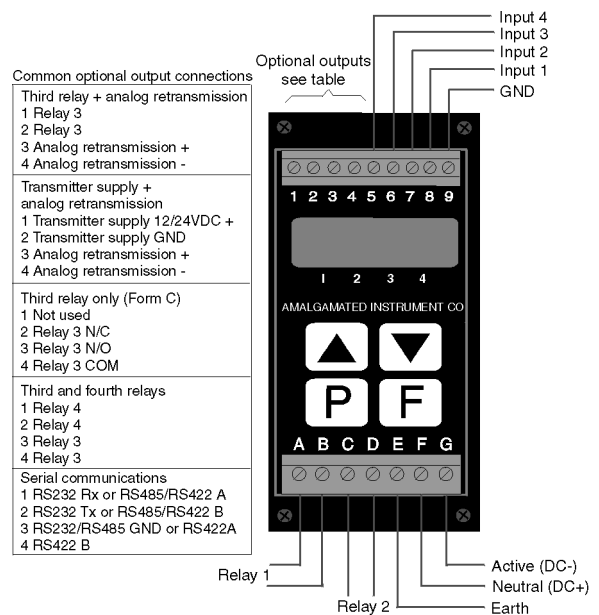 Input 4
Input 3
Input 2
Input 1
GND
Optional outputs
see table
Common optional output connections
Third relay + analog retransmission
1 Relay 3
2 Relay 3
3 Analog retransmission +
4 Analog retransmission -
Transmitter supply +
analog retransmission
1 Transmitter supply 12/24VDC +
2 Transmitter supply GND
3 Analog retransmission +
4 Analog retransmission -
Third relay only (Form C)
1 Not used
2 Relay 3 N/C
3 Relay 3 N/O
4 Relay 3 COM
Third and fourth relays
1 Relay 4
2 Relay 4
3 Relay 3
4 Relay 3
Serial communications
1 RS232 Rx or RS485/RS422 A
2 RS232 Tx or RS485/RS422 B
3 RS232/RS485 GND or RS422A
4 RS422 B
1 2 3 4 5 6 7 8 9
1 2 3 4
AMALGAMATED INSTRUMENT CO
P F
A B C D E F G
Relay 1
Relay 2
Active (DC-)
Neutral (DC+)
Earth